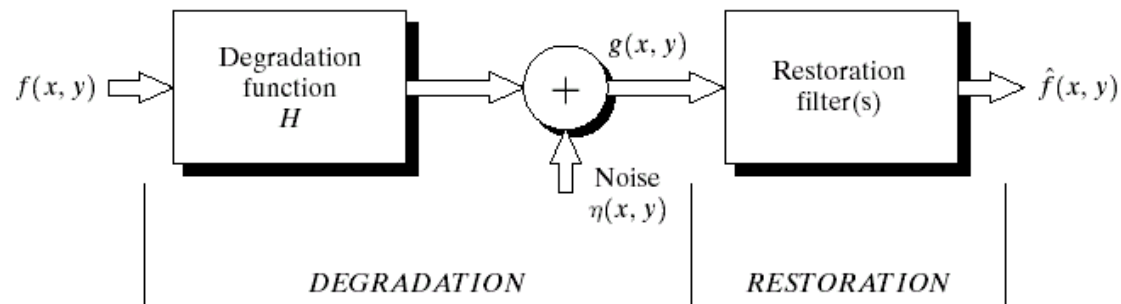 f(x, y)
Degradation
function
H
+
g(x, y)
Noise
η(x, y)
Restoration
filter(s)
f̂(x, y)
DEGRADATION
RESTORATION